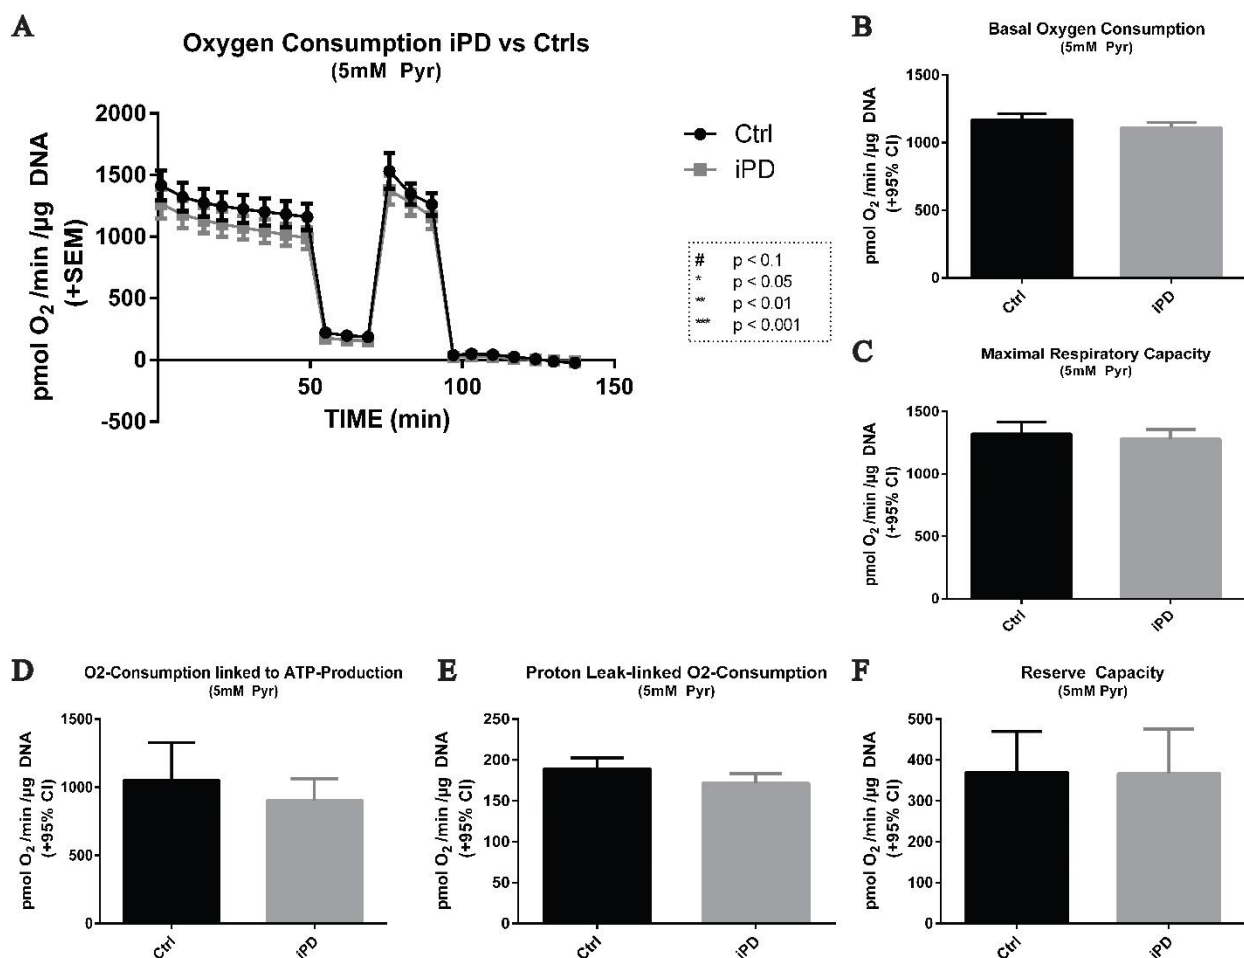 A
Oxygen Consumption iPD vs Ctrls
(5mM Pyr)
pmol O2 /min /µg DNA
(+SEM)
2000
1500
1000
500
0
-500
50
100
150
TIME (min)
Ctrl
iPD
# p < 0.1
* p < 0.05
** p < 0.01
*** p < 0.001
B
Basal Oxygen Consumption
(5mM Pyr)
pmol O2 /min /µg DNA
(+95% CI)
1500
1000
500
0
Ctrl
iPD
C
Maximal Respiratory Capacity
(5mM Pyr)
pmol O2 /min /µg DNA
(+95% CI)
1500
1000
500
0
Ctrl
iPD
D
O2-Consumption linked to ATP-Production
(5mM Pyr)
pmol O2 /min /µg DNA
(+95% CI)
1500
1000
500
0
Ctrl
iPD
E
Proton Leak-linked O2-Consumption
(5mM Pyr)
pmol O2 /min /µg DNA
(+95% CI)
250
200
150
100
50
0
Ctrl
iPD
F
Reserve Capacity
(5mM Pyr)
pmol O2 /min /µg DNA
(+95% CI)
500
400
300
200
100
0
Ctrl
iPD